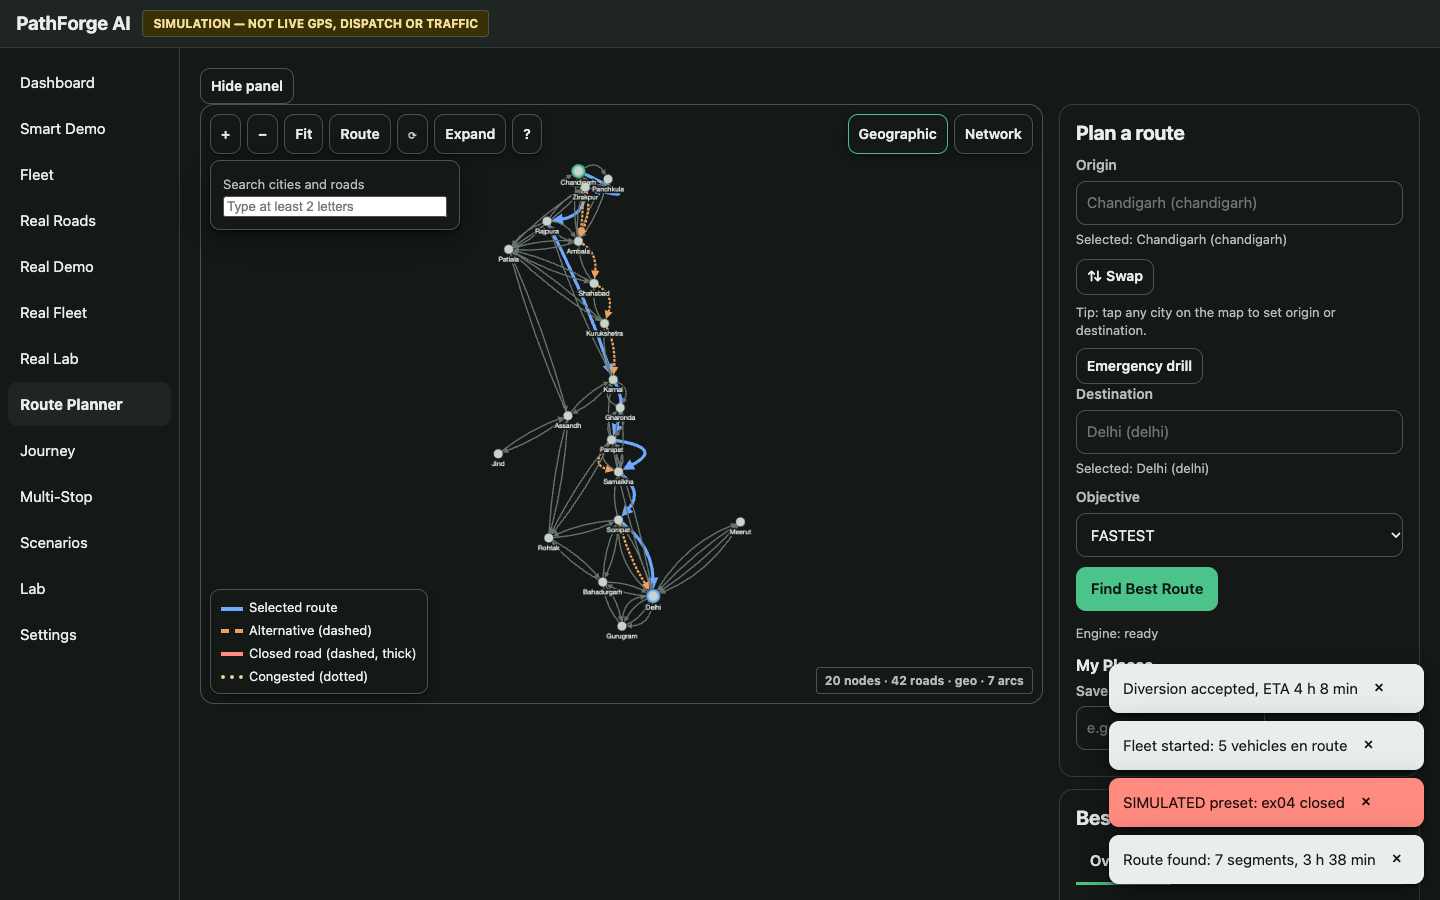 PathForge AI
SIMULATION — NOT LIVE GPS, DISPATCH OR TRAFFIC
Dashboard
Smart Demo
Fleet
Real Roads
Real Demo
Real Fleet
Real Lab
Route Planner
Journey
Multi-Stop
Scenarios
Lab
Settings
Hide panel
+
−
Fit
Route
⟳
Expand
?
Geographic
Network
Search cities and roads
Type at least 2 letters
Chandigarh
Panchkula
Zirakpur
Rajpura
Ambala
Patiala
Shahabad
Kurukshetra
Karnal
Gharonda
Assandh
Panipat
Jind
Samalkha
Sonipat
Meerut
Rohtak
Bahadurgarh
Delhi
Gurugram
Selected route
Alternative (dashed)
Closed road (dashed, thick)
Congested (dotted)
20 nodes · 42 roads · geo · 7 arcs
Plan a route
Origin
Chandigarh (chandigarh)
Selected: Chandigarh (chandigarh)
⇅ Swap
Tip: tap any city on the map to set origin or
destination.
Emergency drill
Destination
Delhi (delhi)
Selected: Delhi (delhi)
Objective
FASTEST
Find Best Route
Engine: ready
My Places
Save
e.g
Bes
Ov
Diversion accepted, ETA 4 h 8 min ×
Fleet started: 5 vehicles en route ×
SIMULATED preset: ex04 closed ×
Route found: 7 segments, 3 h 38 min ×